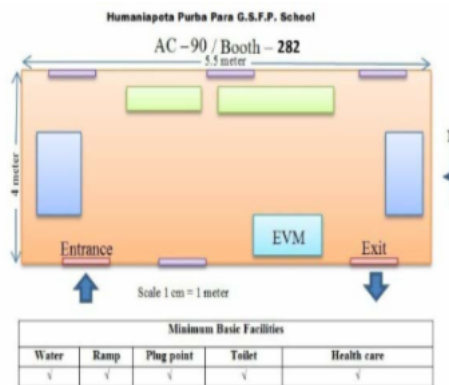 Humaniapota Purba Para G.S.F.P. School
AC -90 / Booth - 282
5.5 meter
4 meter
EVM
Entrance
Exit
Scale 1 cm = 1 meter
Minimum Basic Facilities
Water Ramp Plug point Toilet Health care
√ √ √ √ √